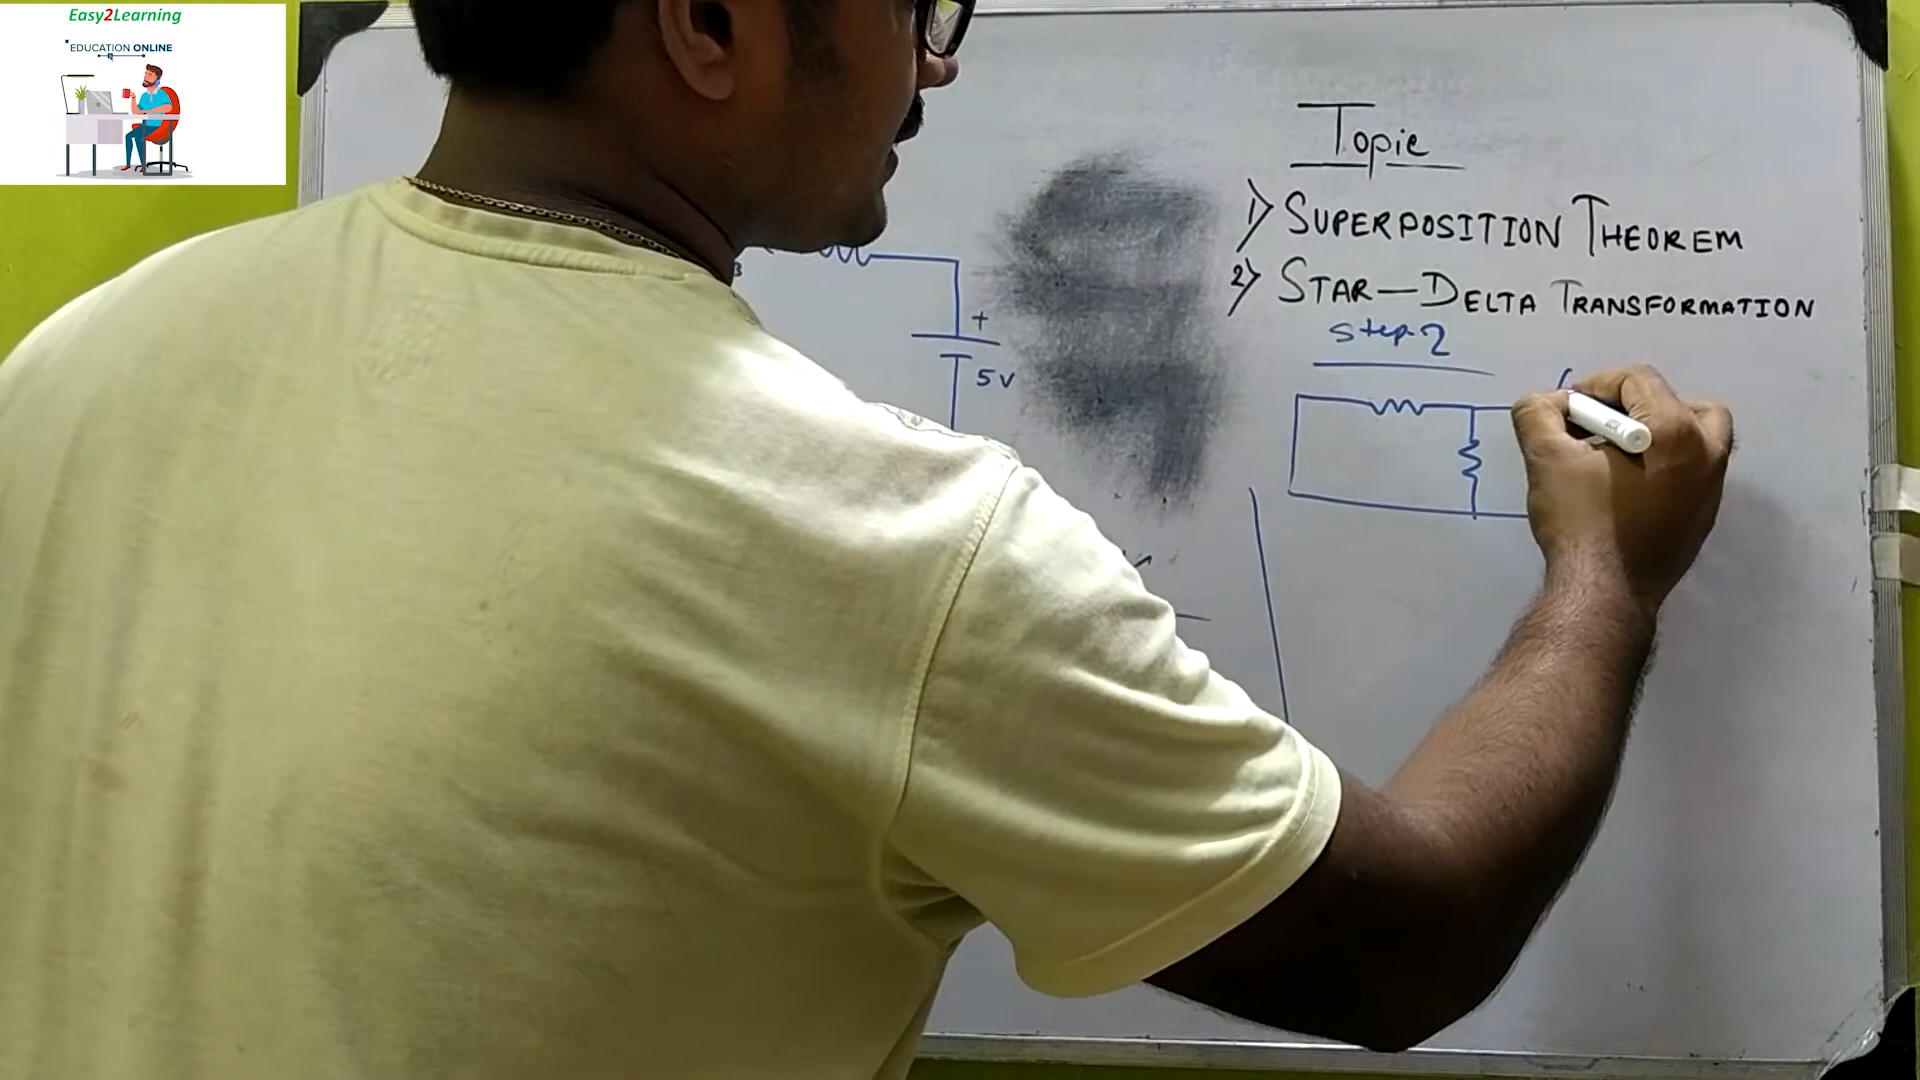 Easy2Learning
EDUCATION ONLINE
Topic
1) SUPERPOSITION THEOREM
2) STAR-DELTA TRANSFORMATION
Step-2
+
5V